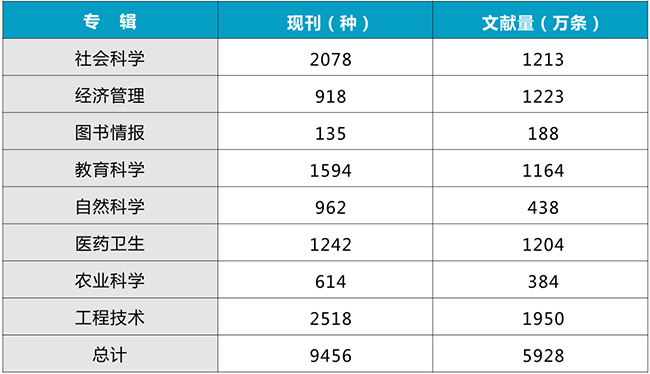 专 辑 现刊（种） 文献量（万条）
社会科学 2078 1213
经济管理 918 1223
图书情报 135 188
教育科学 1594 1164
自然科学 962 438
医药卫生 1242 1204
农业科学 614 384
工程技术 2518 1950
总计 9456 5928